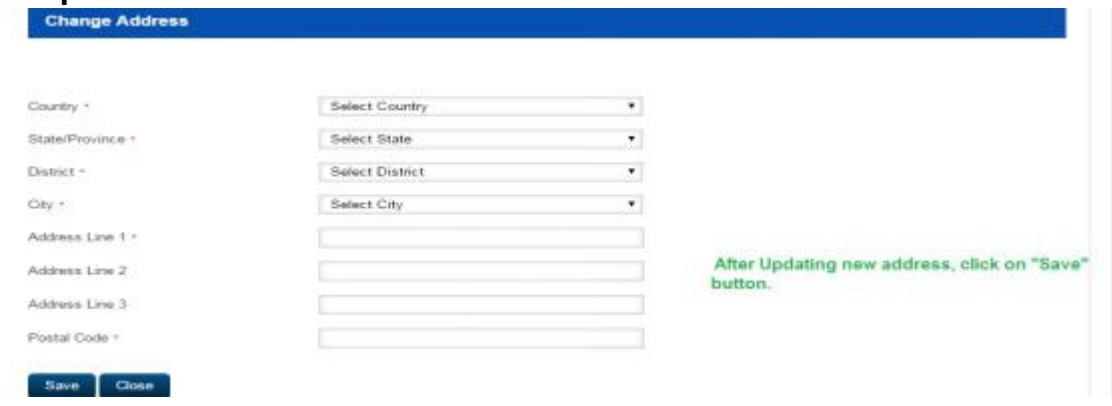 Change Address
Country * Select Country
State/Province * Select State
District * Select District
City * Select City
Address Line 1 *
Address Line 2
Address Line 3
Postal Code *
After Updating new address, click on "Save"
button.
Save Close